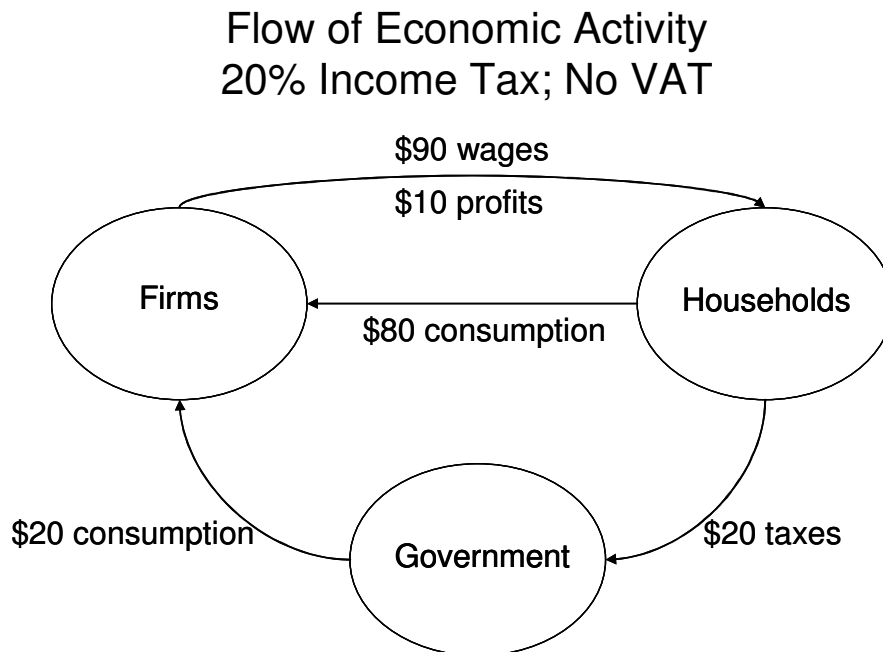 Flow of Economic Activity
20% Income Tax; No VAT
$90 wages
$10 profits
Firms
Households
$80 consumption
$20 consumption
Government
$20 taxes